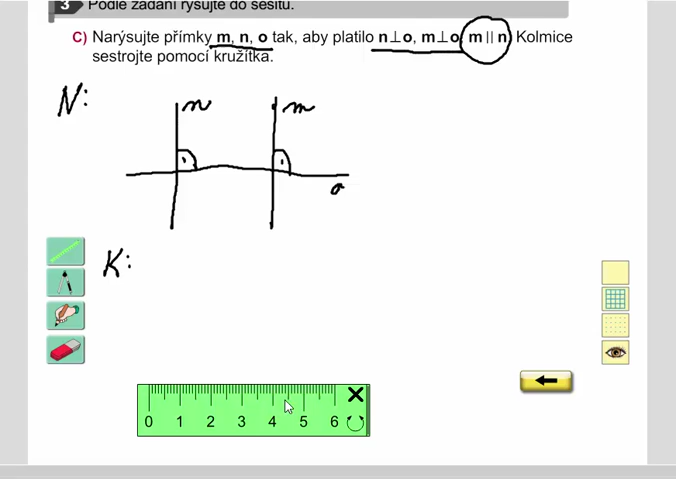 3 Podle zadání rýsujte do sešitu.
C) Narýsujte přímky m, n, o tak, aby platilo n⊥o, m⊥o, m || n. Kolmice
sestrojte pomocí kružítka.
N:
n m
o
K:
0 1 2 3 4 5 6